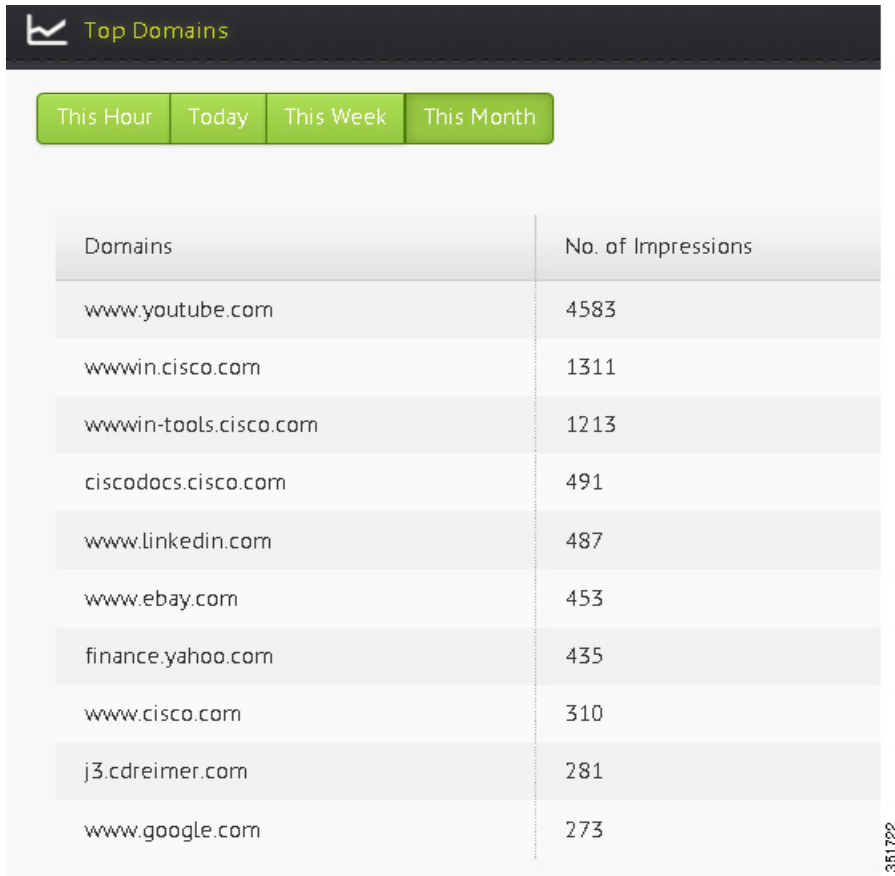 Top Domains
This Hour Today This Week This Month
Domains No. of Impressions
www.youtube.com 4583
wwwin.cisco.com 1311
wwwin-tools.cisco.com 1213
ciscodocs.cisco.com 491
www.linkedin.com 487
www.ebay.com 453
finance.yahoo.com 435
www.cisco.com 310
j3.cdreimer.com 281
www.google.com 273
351722